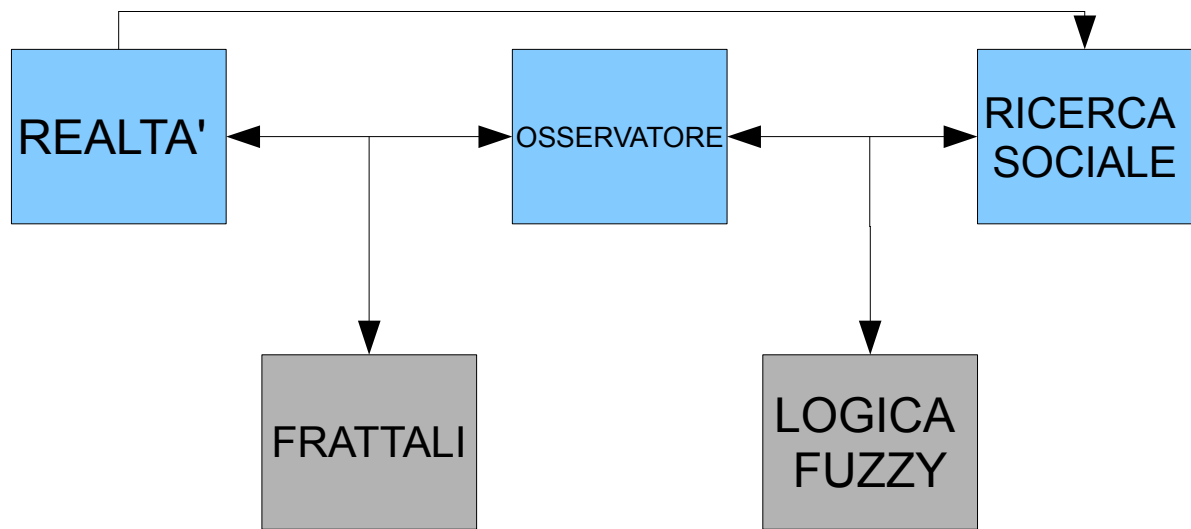 REALTA'
OSSERVATORE
RICERCA
SOCIALE
FRATTALI
LOGICA
FUZZY